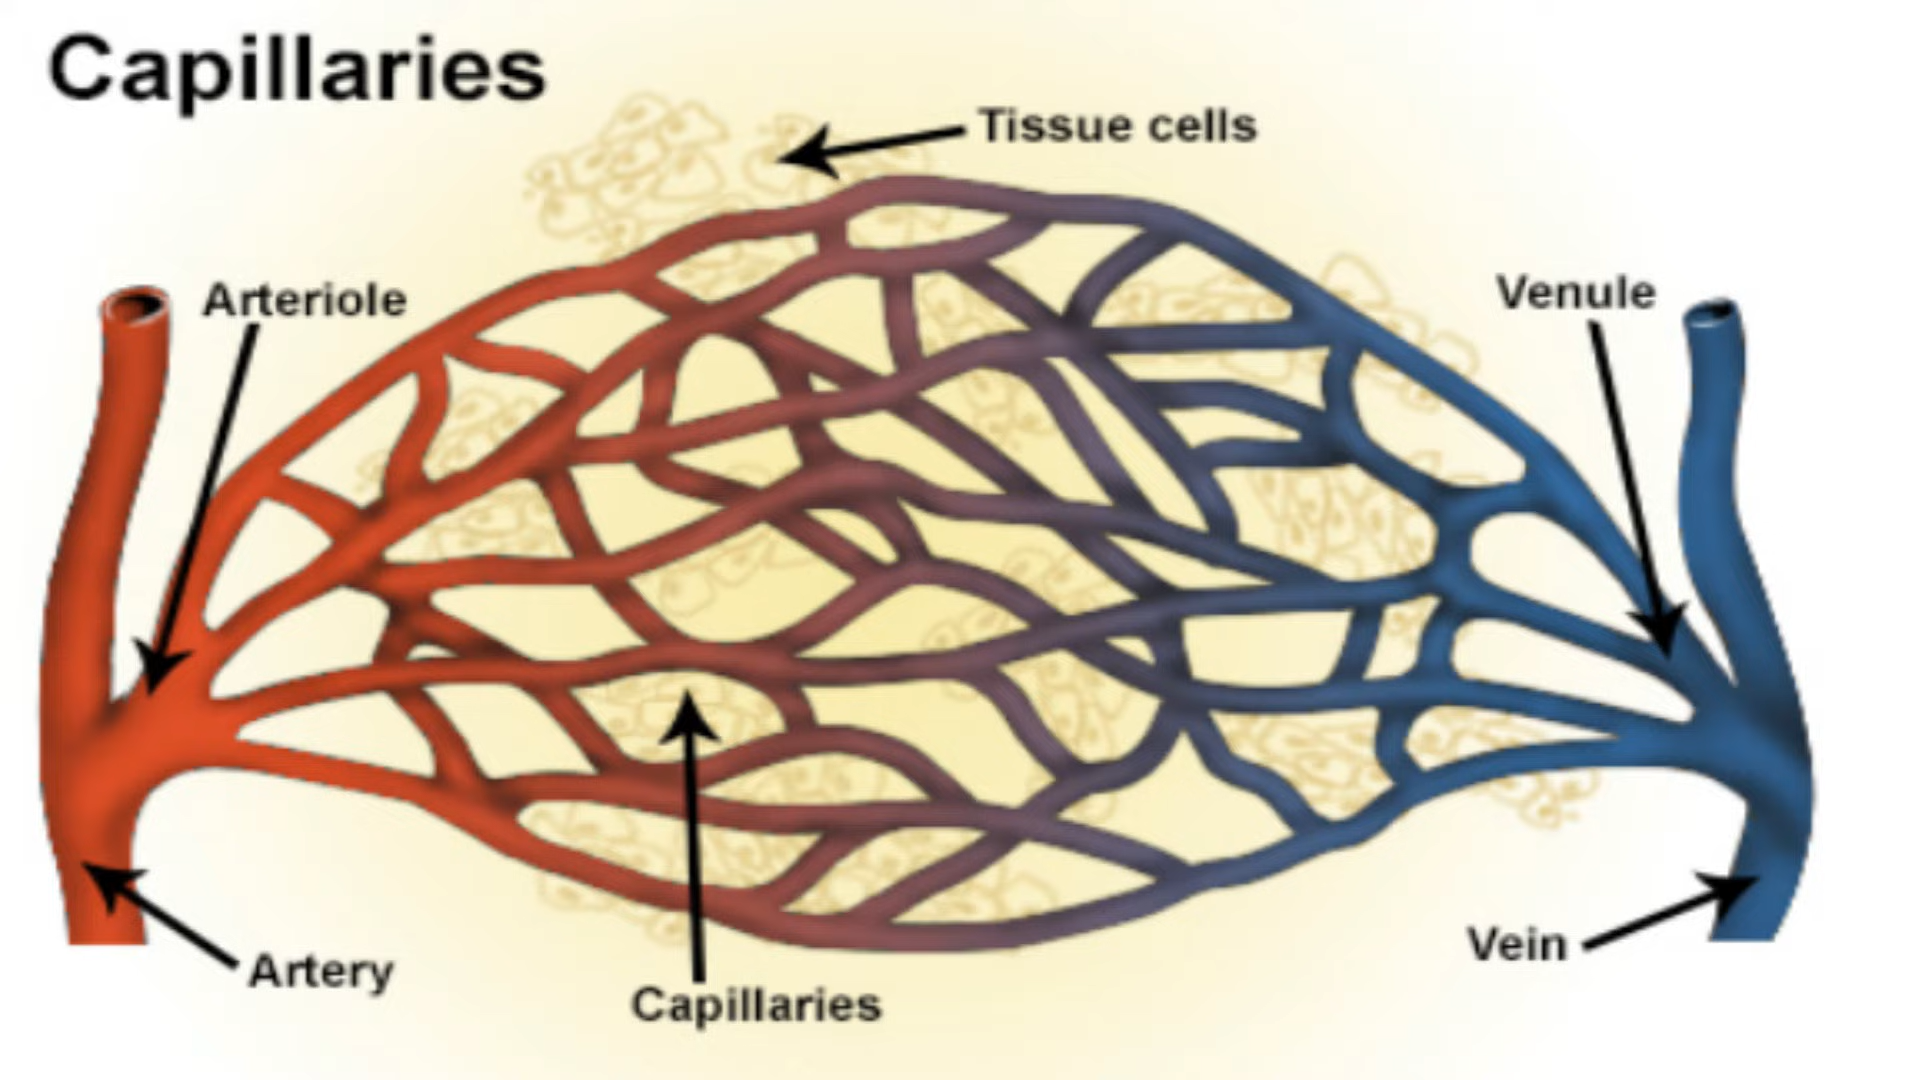 Capillaries
Tissue cells
Arteriole
Venule
Artery
Capillaries
Vein